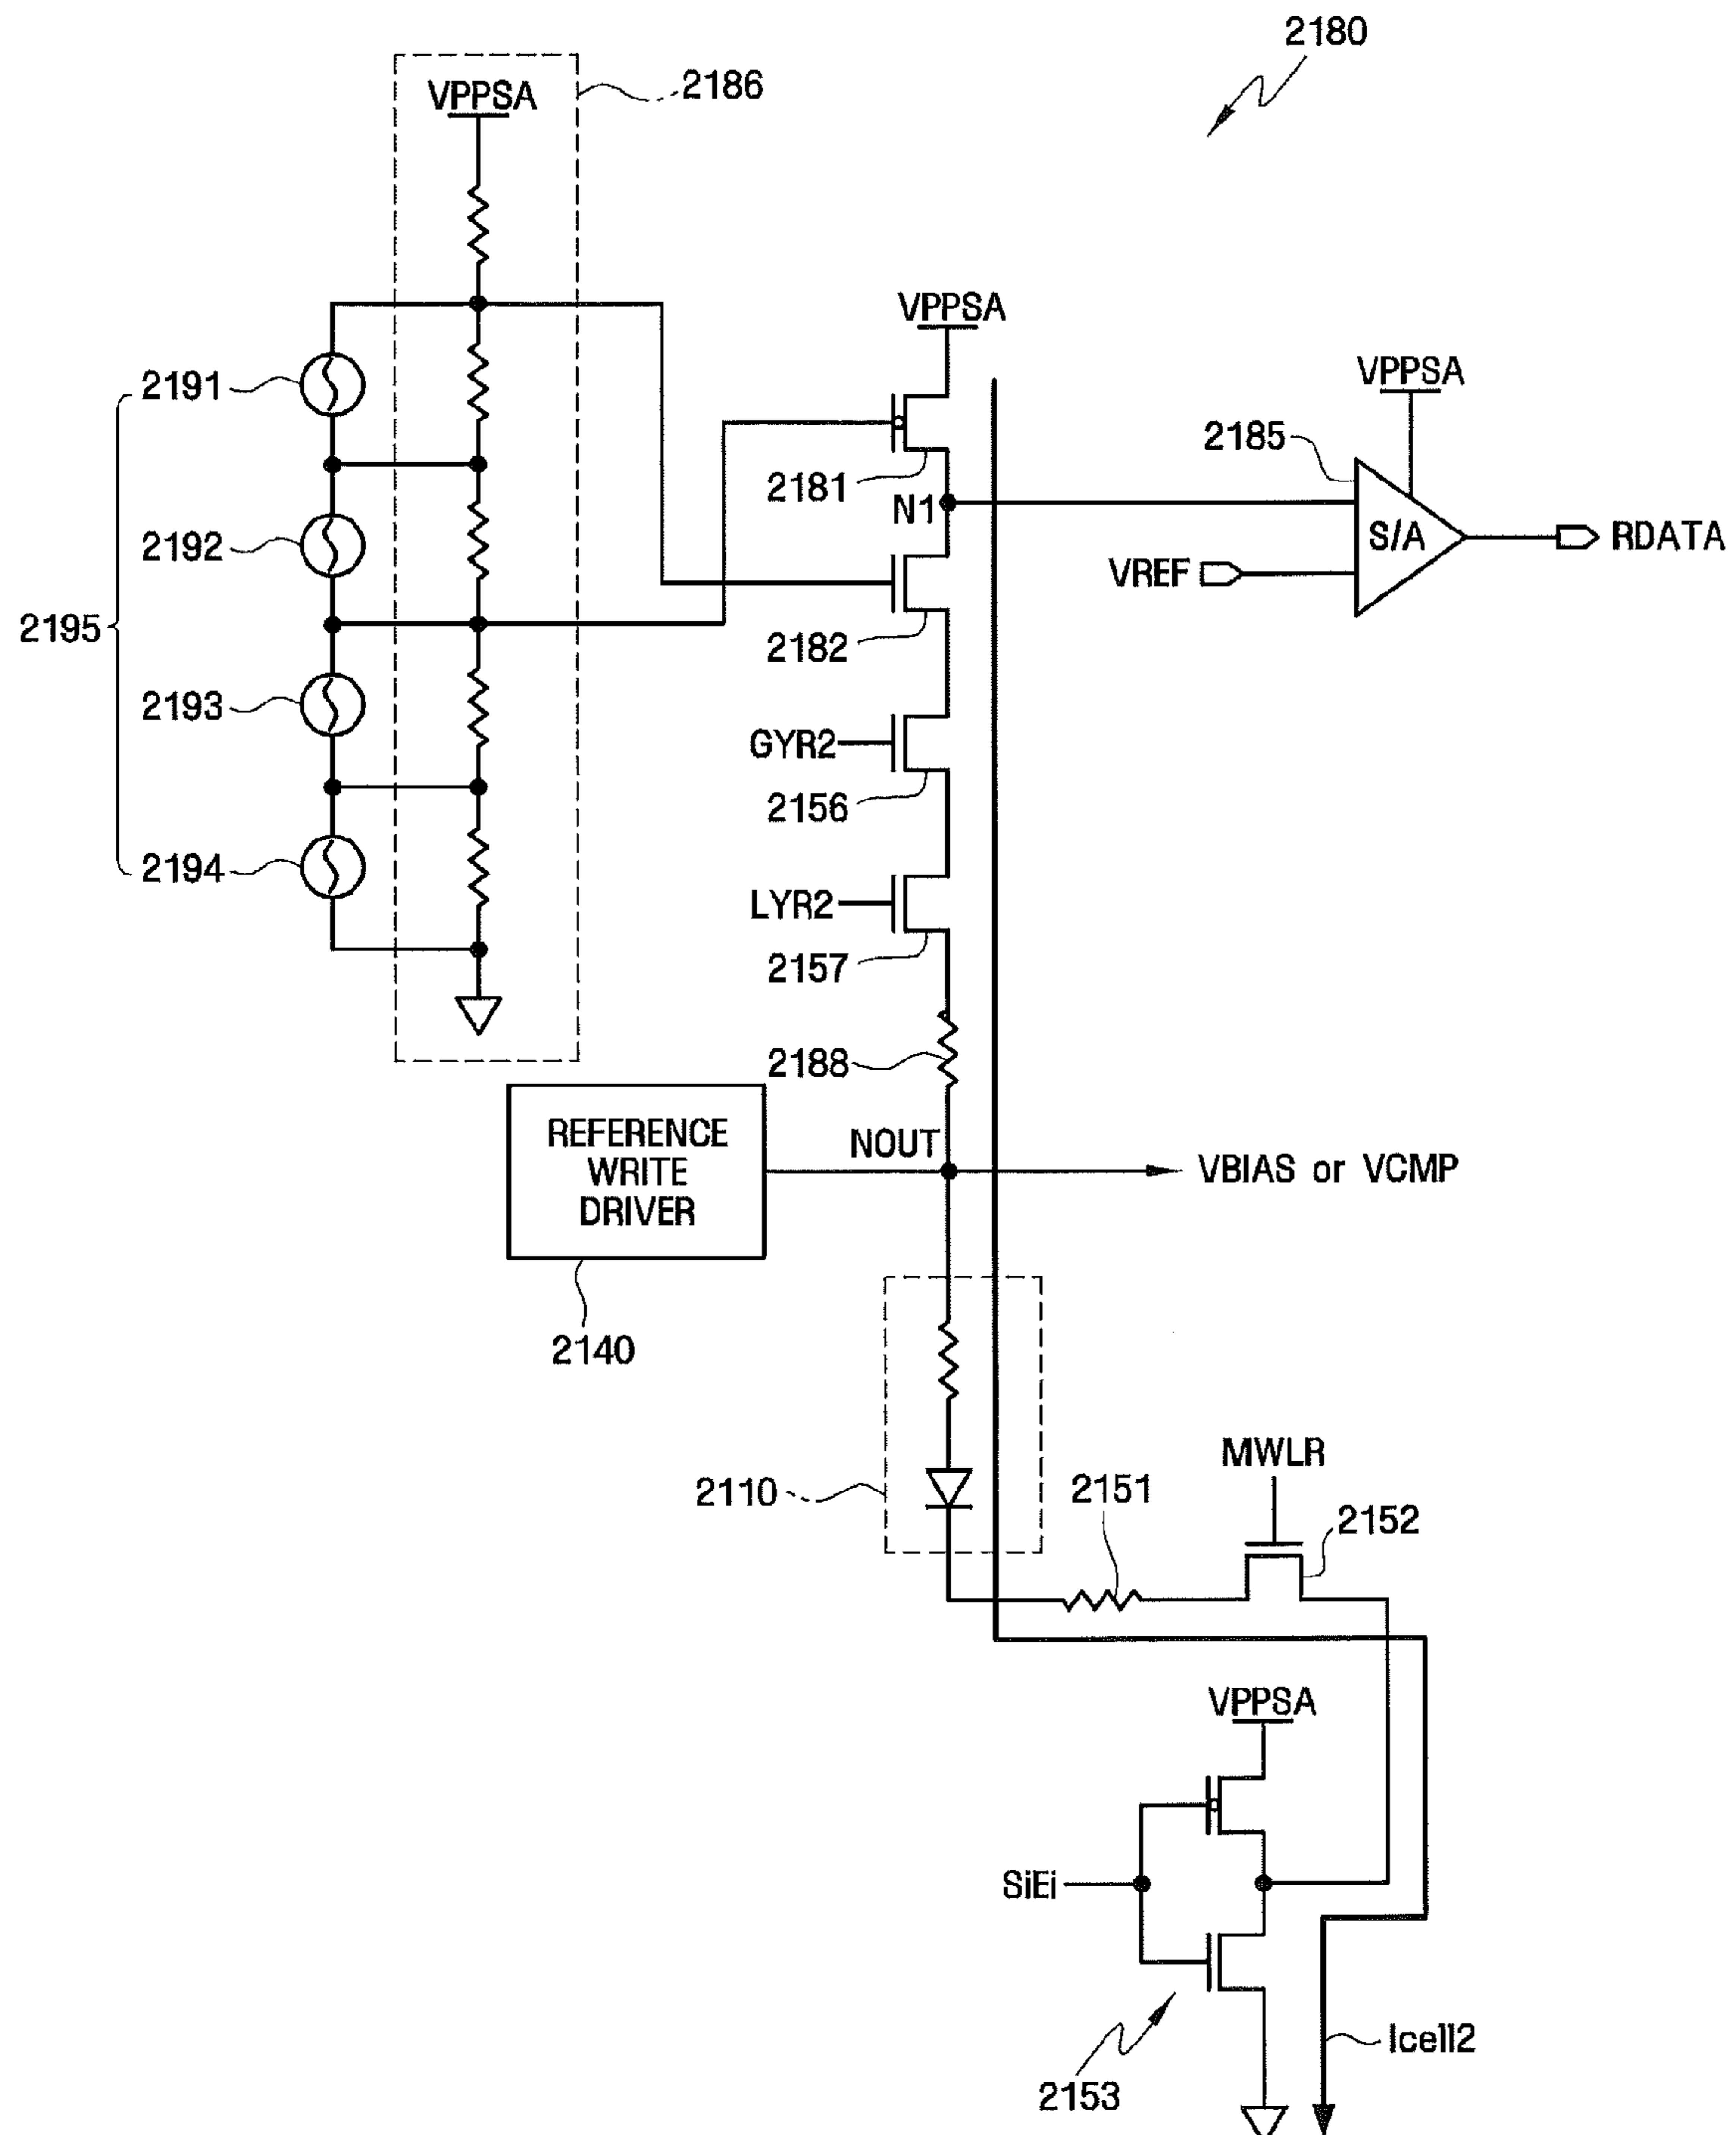 2180
2186
VPPSA
VPPSA
VPPSA
2191
2185
2181
N1
S/A
RDATA
2192
VREF
2195
2182
2193
GYR2
2156
2194
LYR2
2157
2188
REFERENCE
WRITE
DRIVER
NOUT
VBIAS or VCMP
2140
MWLR
2110
2151
2152
VPPSA
SiEi
Icell2
2153